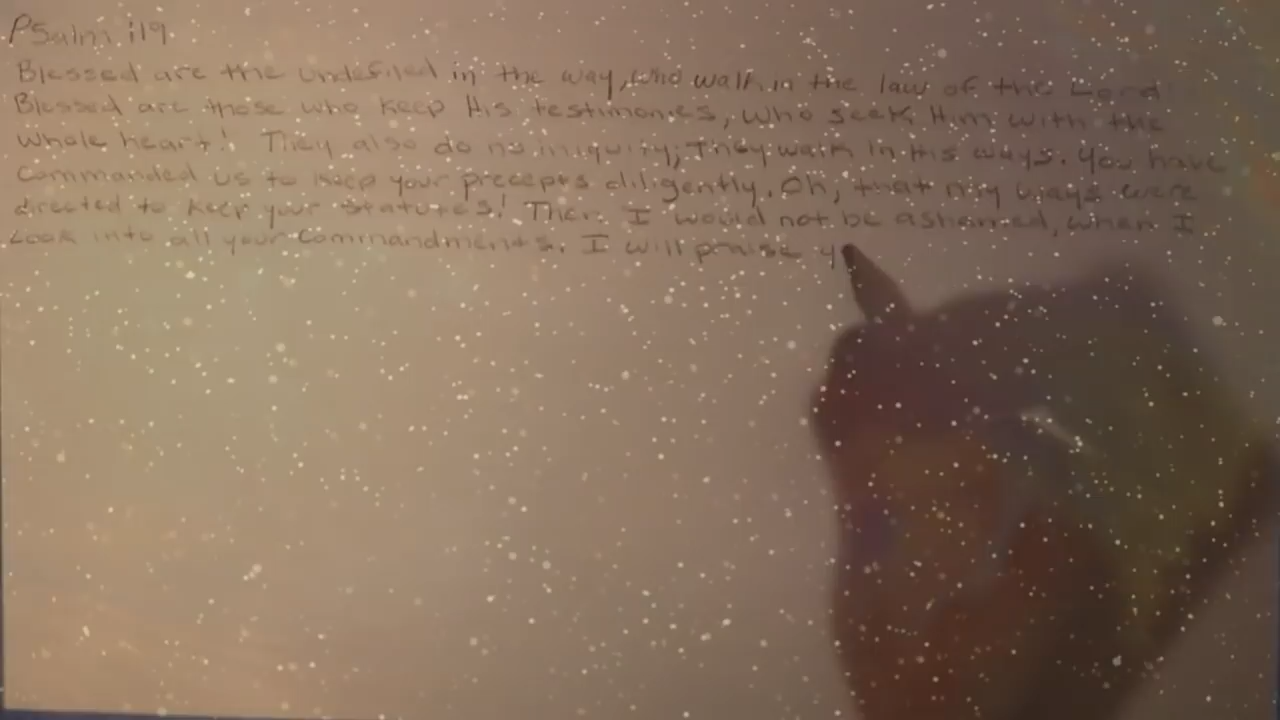 Psalm 119
Blessed are the undefiled in the way, who walk in the law of the Lord!
Blessed are those who keep His testimonies, who seek Him with the
whole heart! They also do no iniquity; They walk in His ways. You have
Commanded us to keep your precepts diligently. Oh, that my ways were
directed to keep your statutes! Then I would not be ashamed, when I
Look into all your Commandments. I will praise y